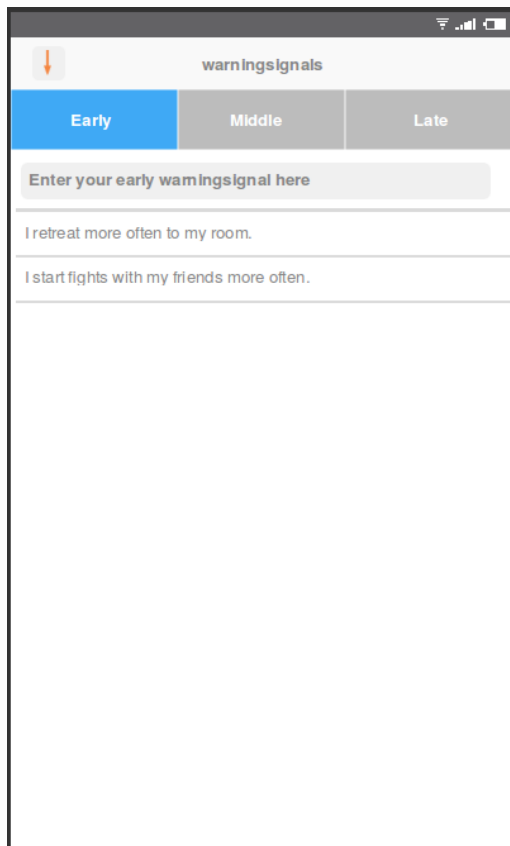 warningsignals
Early Middle Late
Enter your early warningsignal here
I retreat more often to my room.
I start fights with my friends more often.